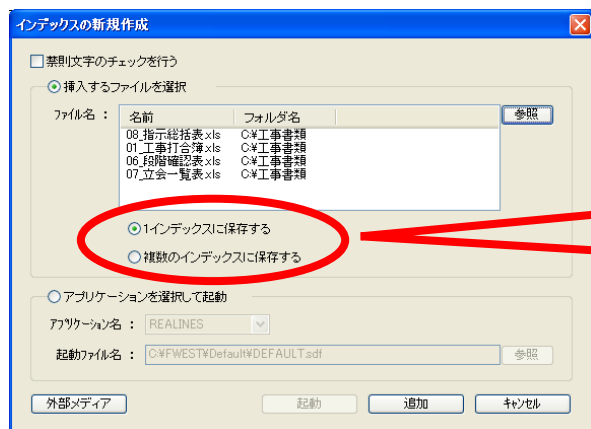 インデックスの新規作成
禁則文字のチェックを行う
挿入するファイルを選択
ファイル名： 名前 フォルダ名 参照
08_指示総括表.xls C:¥工事書類
01_工事打合簿.xls C:¥工事書類
06_段階確認表.xls C:¥工事書類
07_立会一覧表.xls C:¥工事書類
1インデックスに保存する
複数のインデックスに保存する
アプリケーションを選択して起動
アプリケーション名： REALINES
起動ファイル名： C:¥FWEST¥Default¥DEFAULT.sdf 参照
外部メディア 起動 追加 キャンセル